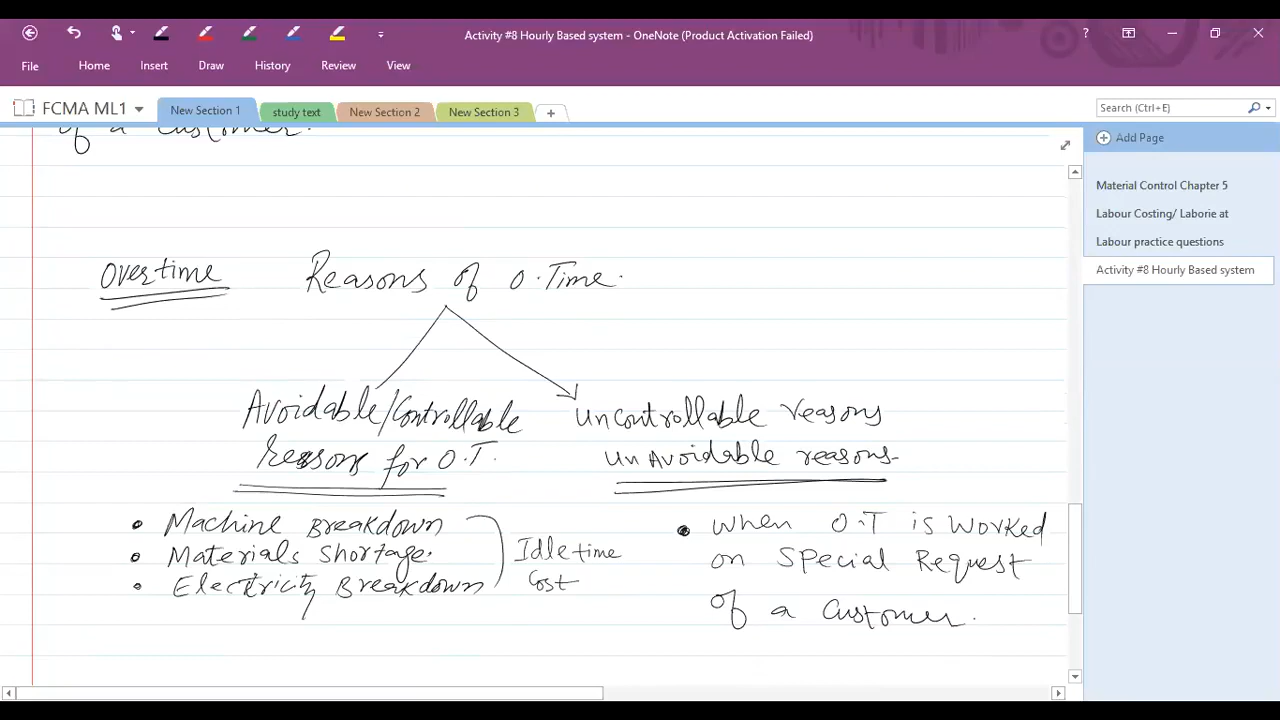 Activity #8 Hourly Based system - OneNote (Product Activation Failed)
?
File Home Insert Draw History Review View
FCMA ML1
New Section 1 study text New Section 2 New Section 3 +
Search (Ctrl+E)
Add Page
Material Control Chapter 5
Labour Costing/ Laborie at
Labour practice questions
Activity #8 Hourly Based system
of a Customer.
Overtime Reasons of O.Time.
Avoidable/Controllable
Reasons for O.T.
Uncontrollable reasons
UnAvoidable reasons-
• Machine Breakdown
• Materials Shortage.
• Electricity Breakdown
Idle time
Cost
• When O.T is Worked
on Special Request
of a Customer.